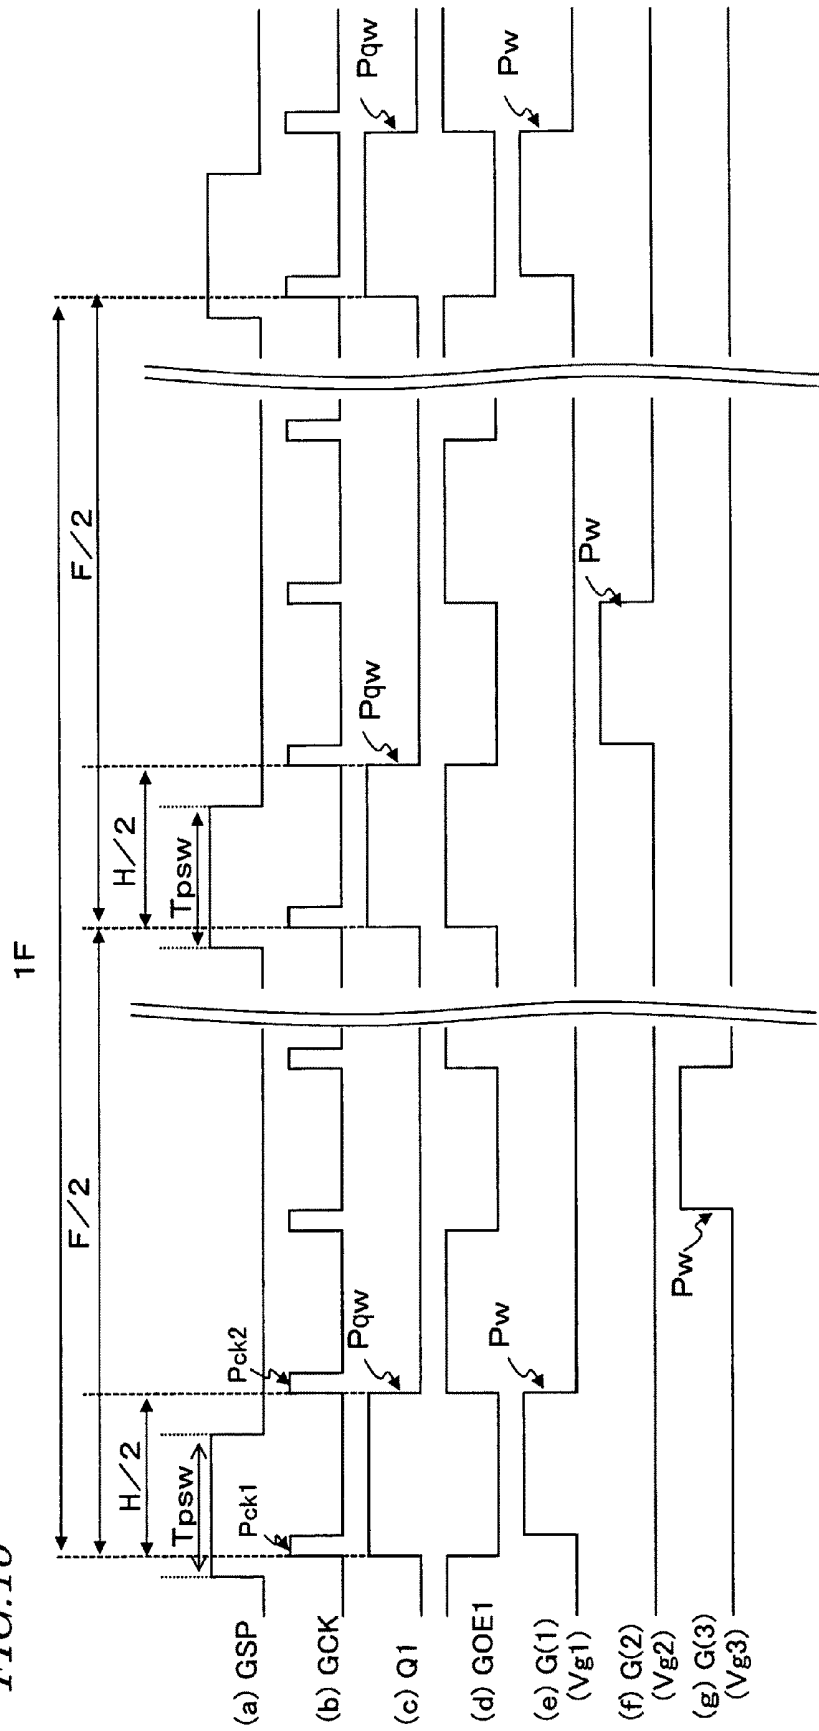 FIG.10
1F
F/2
F/2
H/2
H/2
Tpsw
Tpsw
(a) GSP
Pck1
Pck2
(b) GCK
Pqw
Pqw
Pqw
(c) Q1
(d) GOE1
Pw
Pw
(e) G(1)
(Vg1)
Pw
(f) G(2)
(Vg2)
Pw
(g) G(3)
(Vg3)